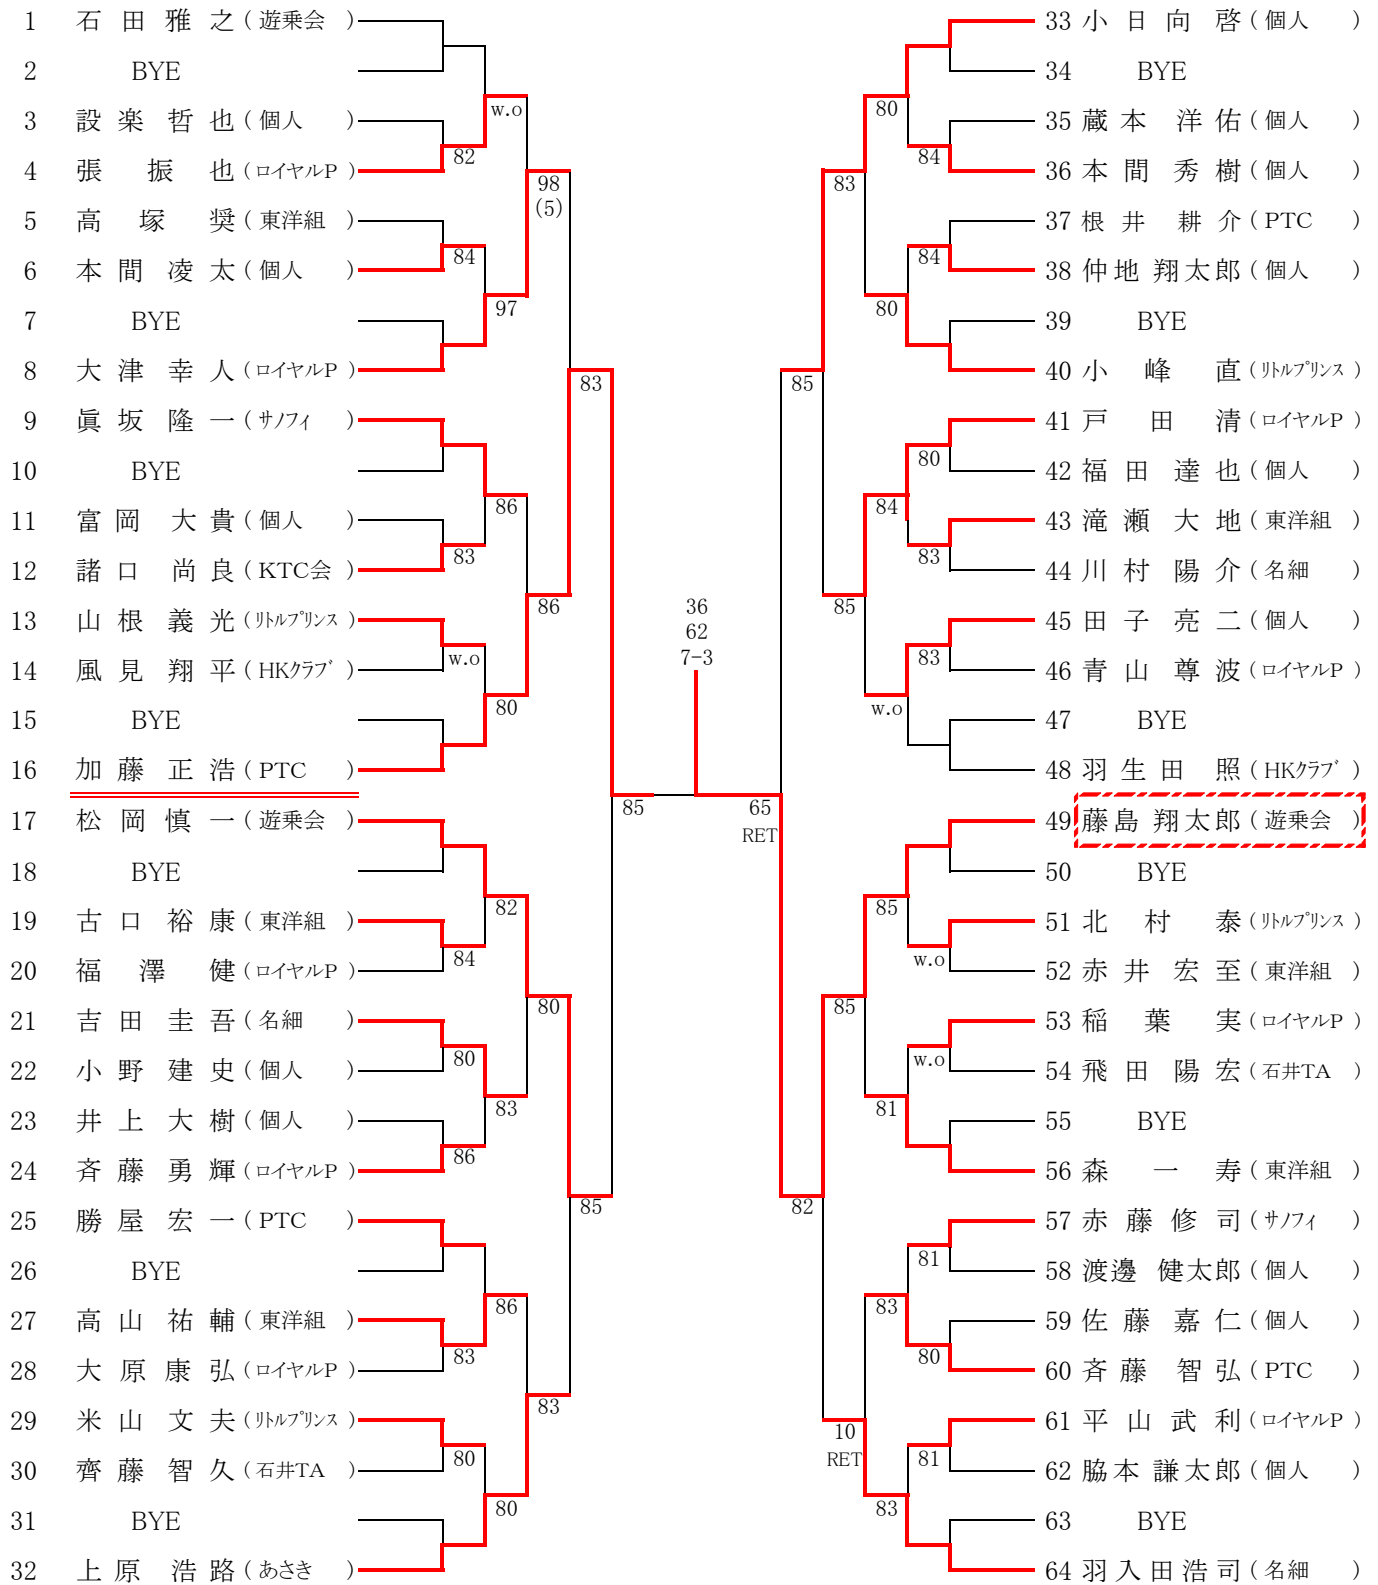 1 石田雅之(遊乗会)
2 BYE
3 設楽哲也(個人)
4 張振也(ロイヤルP)
5 高塚奨(東洋組)
6 本間凌太(個人)
7 BYE
8 大津幸人(ロイヤルP)
9 眞坂隆一(サノフィ)
10 BYE
11 富岡大貴(個人)
12 諸口尚良(KTC会)
13 山根義光(リトルプリンス)
14 風見翔平(HKクラブ)
15 BYE
16 加藤正浩(PTC)
17 松岡慎一(遊乗会)
18 BYE
19 古口裕康(東洋組)
20 福澤健(ロイヤルP)
21 吉田圭吾(名細)
22 小野建史(個人)
23 井上大樹(個人)
24 斉藤勇輝(ロイヤルP)
25 勝屋宏一(PTC)
26 BYE
27 高山祐輔(東洋組)
28 大原康弘(ロイヤルP)
29 米山文夫(リトルプリンス)
30 齊藤智久(石井TA)
31 BYE
32 上原浩路(あさき)
82
84
83
w.o
84
80
86
83
80
w.o
97
86
80
82
83
86
80
98
(5)
86
80
83
83
85
85
36
62
7-3
65
RET
85
82
83
85
85
10
RET
80
80
84
w.o
85
81
83
83
84
84
80
83
83
w.o
w.o
81
80
81
33 小日向啓(個人)
34 BYE
35 蔵本洋佑(個人)
36 本間秀樹(個人)
37 根井耕介(PTC)
38 仲地翔太郎(個人)
39 BYE
40 小峰直(リトルプリンス)
41 戸田清(ロイヤルP)
42 福田達也(個人)
43 滝瀬大地(東洋組)
44 川村陽介(名細)
45 田子亮二(個人)
46 青山尊波(ロイヤルP)
47 BYE
48 羽生田照(HKクラブ)
49 藤島翔太郎(遊乗会)
50 BYE
51 北村泰(リトルプリンス)
52 赤井宏至(東洋組)
53 稲葉実(ロイヤルP)
54 飛田陽宏(石井TA)
55 BYE
56 森一寿(東洋組)
57 赤藤修司(サノフィ)
58 渡邊健太郎(個人)
59 佐藤嘉仁(個人)
60 斉藤智弘(PTC)
61 平山武利(ロイヤルP)
62 脇本謙太郎(個人)
63 BYE
64 羽入田浩司(名細)